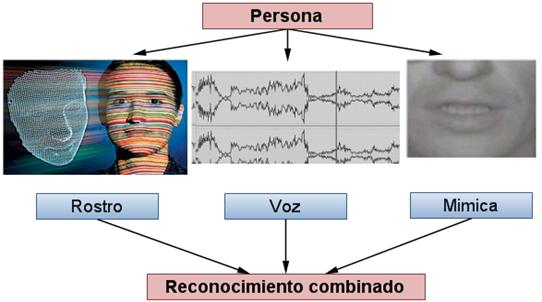 Persona
Rostro
Voz
Mimica
Reconocimiento combinado